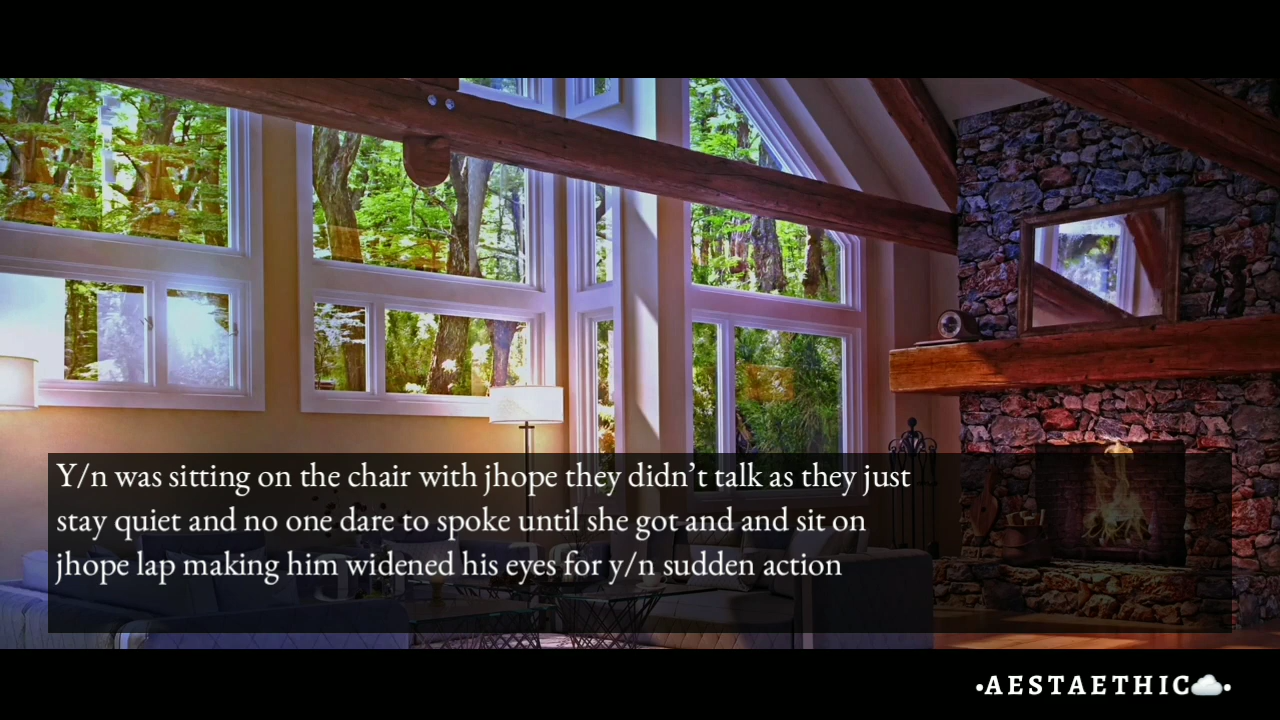 Y/n was sitting on the chair with jhope they didn’t talk as they just
stay quiet and no one dare to spoke until she got and and sit on
jhope lap making him widened his eyes for y/n sudden action
•AESTAETHIC☁️•